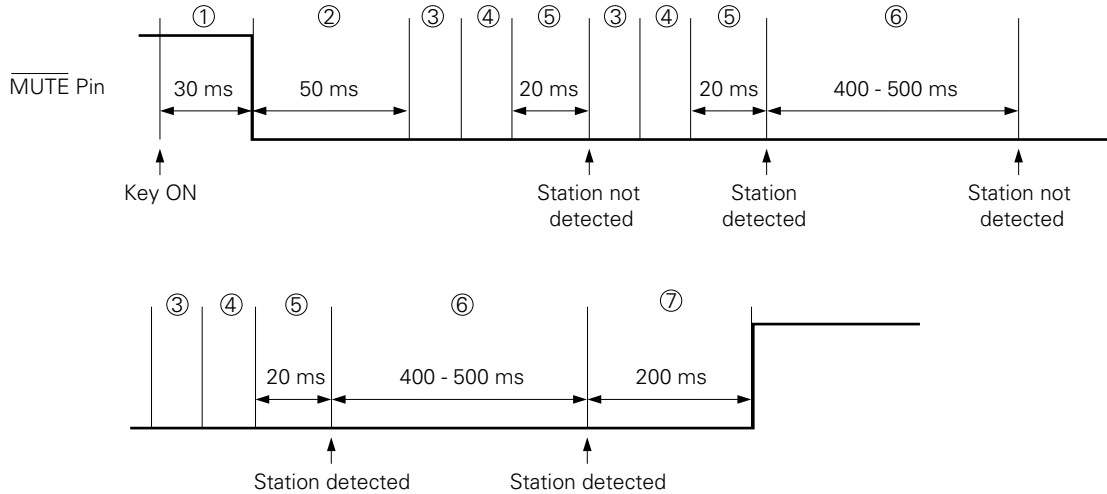 ① ② ③ ④ ⑤ ③ ④ ⑤ ⑥
MUTE Pin
30 ms 50 ms 20 ms 20 ms 400 - 500 ms
Key ON
Station not
detected
Station
detected
Station not
detected
③ ④ ⑤ ⑥ ⑦
20 ms 400 - 500 ms 200 ms
Station detected Station detected